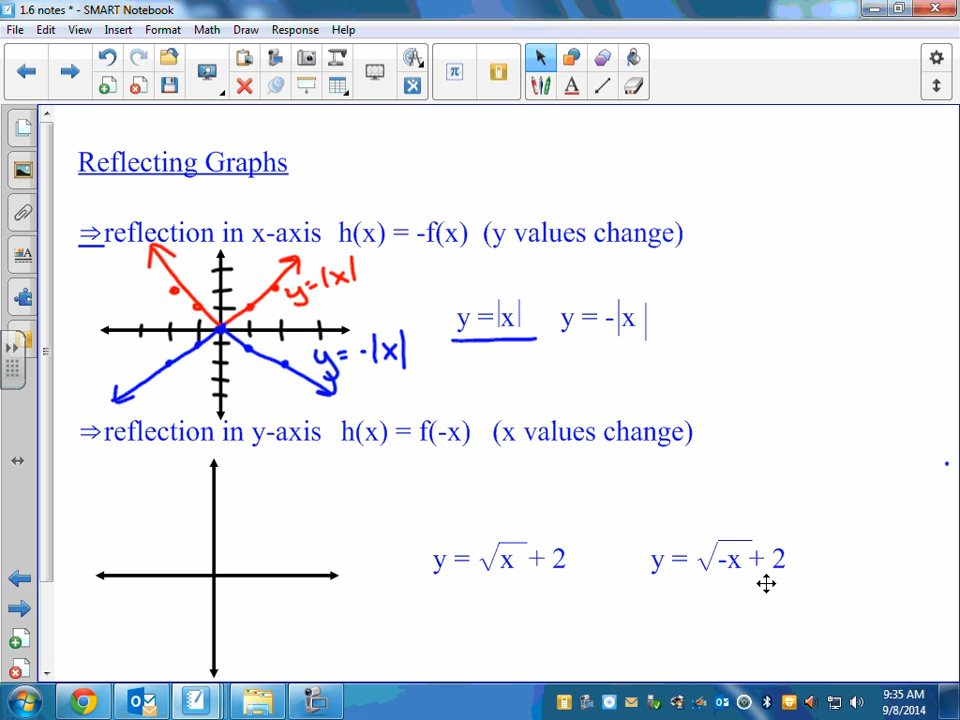 1.6 notes * - SMART Notebook
File Edit View Insert Format Math Draw Response Help
π
A
Reflecting Graphs
⇒reflection in x-axis h(x) = -f(x) (y values change)
y=|x|
y = |x| y = -|x|
y= -|x|
⇒reflection in y-axis h(x) = f(-x) (x values change)
y = √x + 2 y = √-x + 2
9:35 AM
9/8/2014